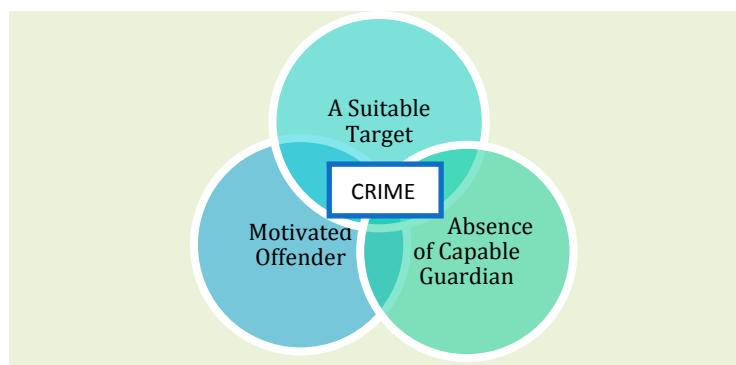 A Suitable
Target
CRIME
Motivated
Offender
Absence
of Capable
Guardian